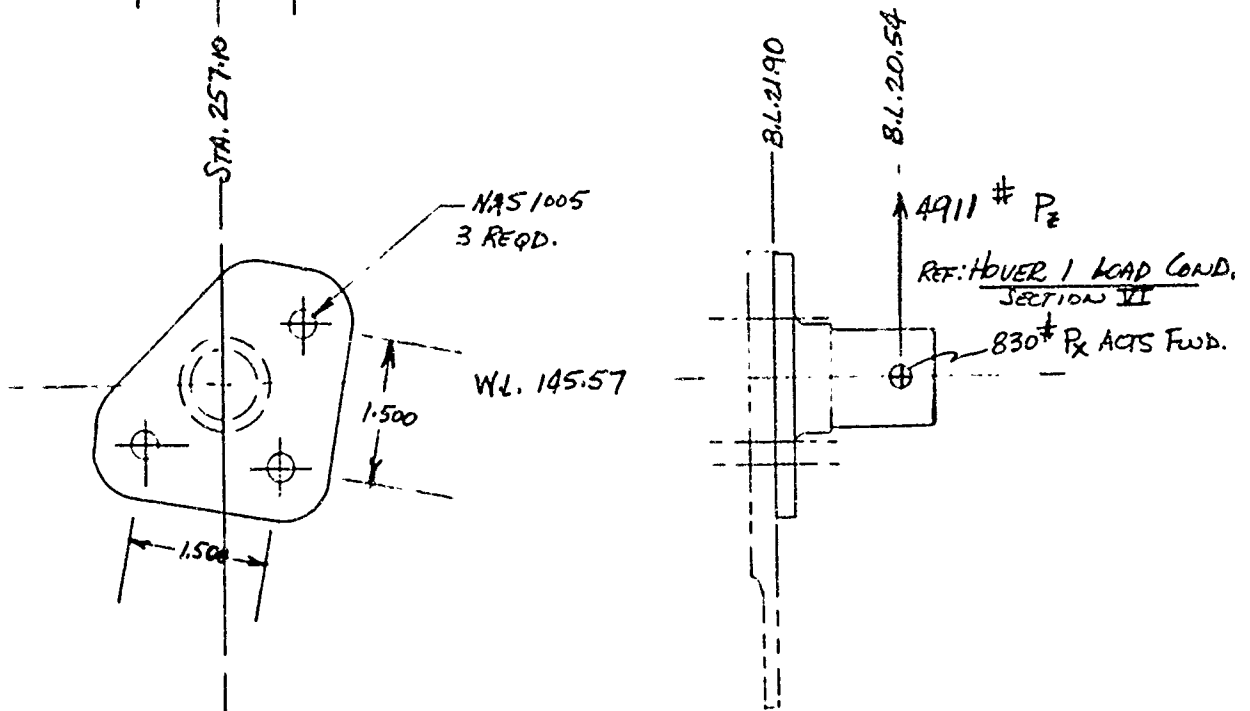 STA. 257.10
NAS 1005
3 REQD.
W.L. 145.57
1.500
1.500
B.L. 21.90
B.L. 20.54
4911 # Pz
REF: HOVER 1 LOAD COND.
SECTION VI
830 # Px ACTS FWD.